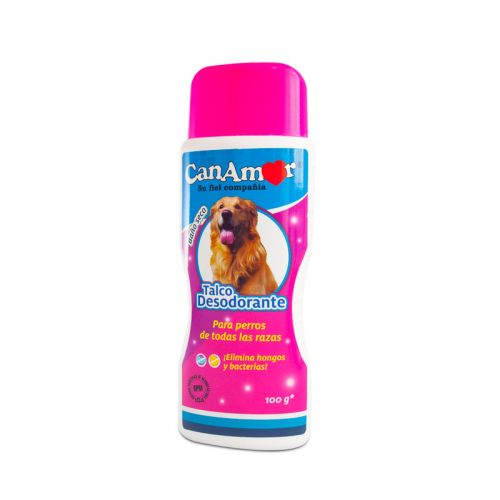 CanAmor
Su fiel compañía
Baño seco
Talco
Desodorante
Para perros
de todas las razas
¡Elimina hongos
y bacterias!
100 g*